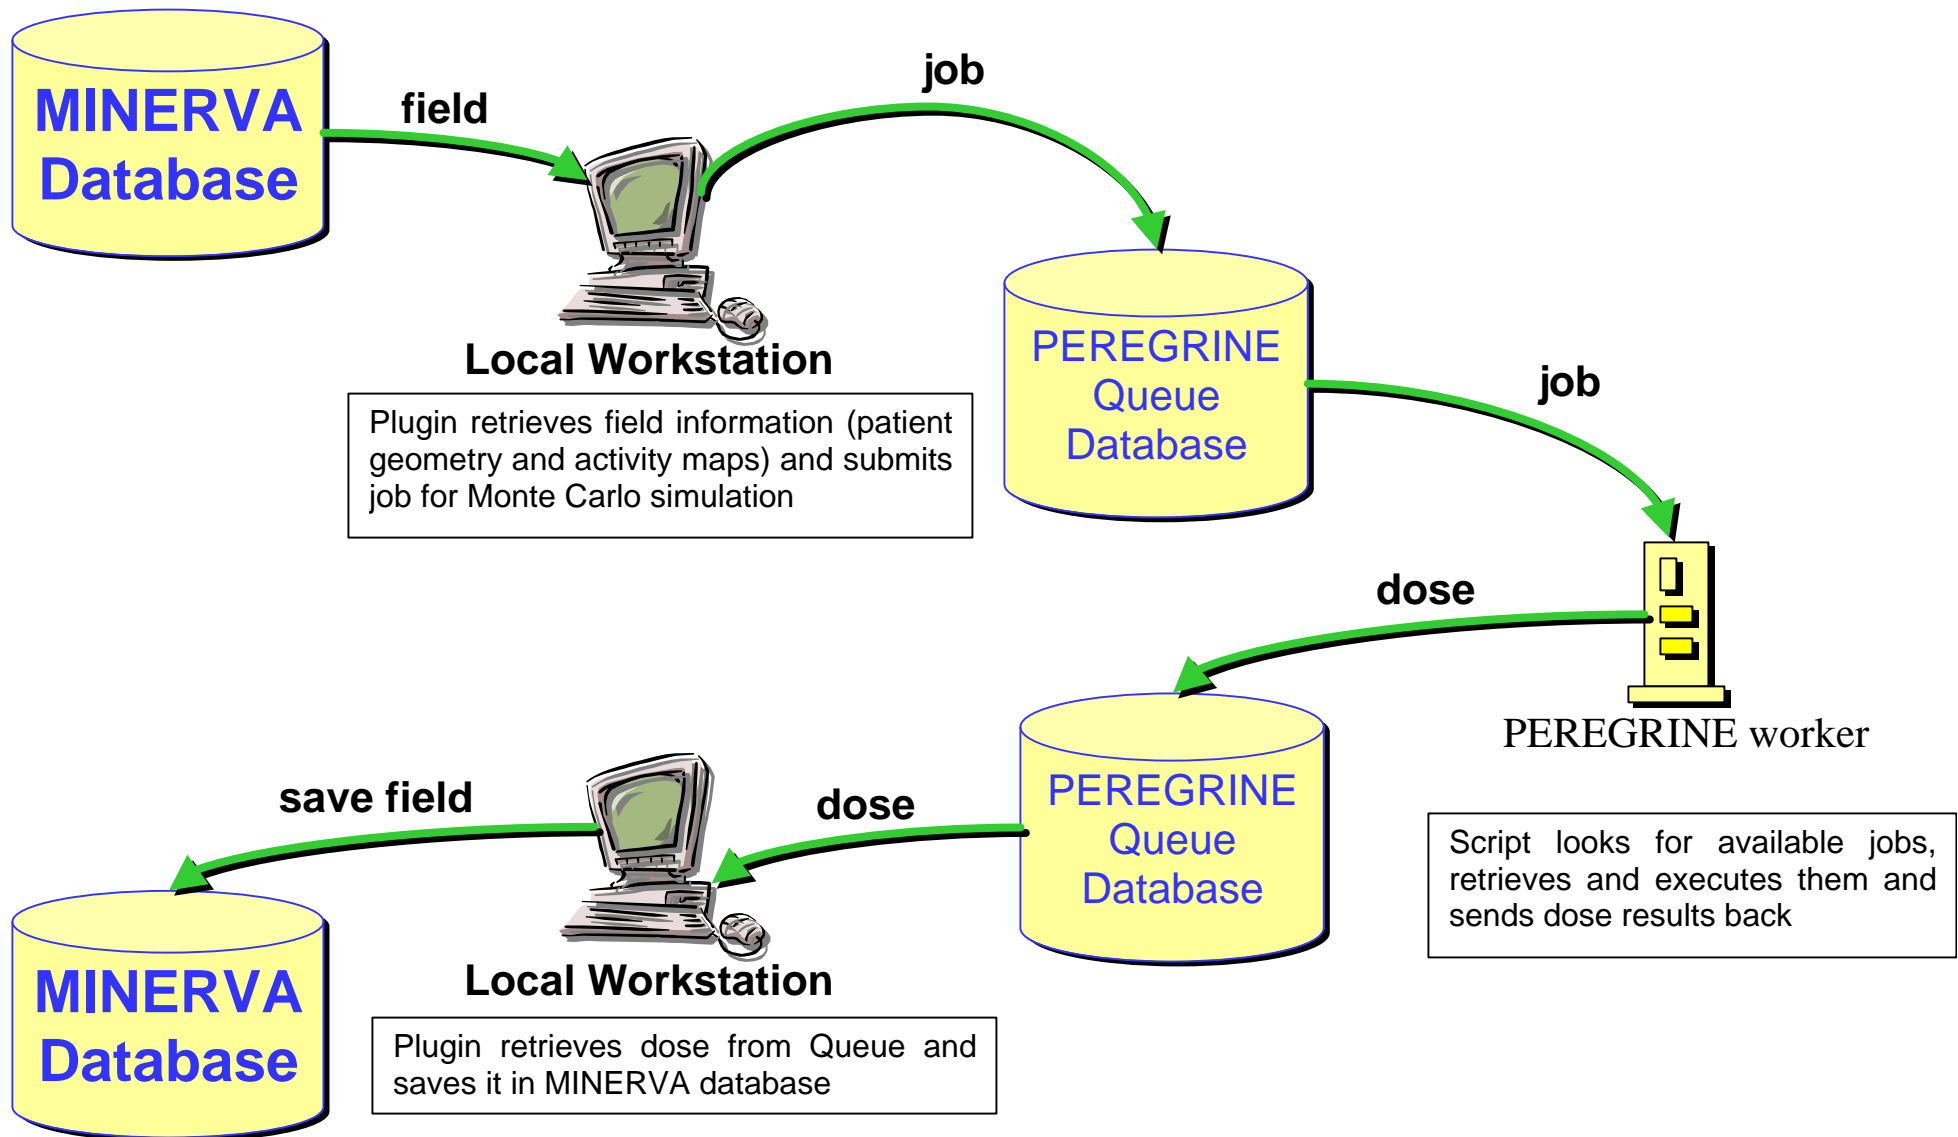 MINERVA
Database
field
job
Local Workstation
Plugin retrieves field information (patient
geometry and activity maps) and submits
job for Monte Carlo simulation
PEREGRINE
Queue
Database
job
PEREGRINE worker
Script looks for available jobs,
retrieves and executes them and
sends dose results back
dose
PEREGRINE
Queue
Database
dose
Local Workstation
Plugin retrieves dose from Queue and
saves it in MINERVA database
save field
MINERVA
Database